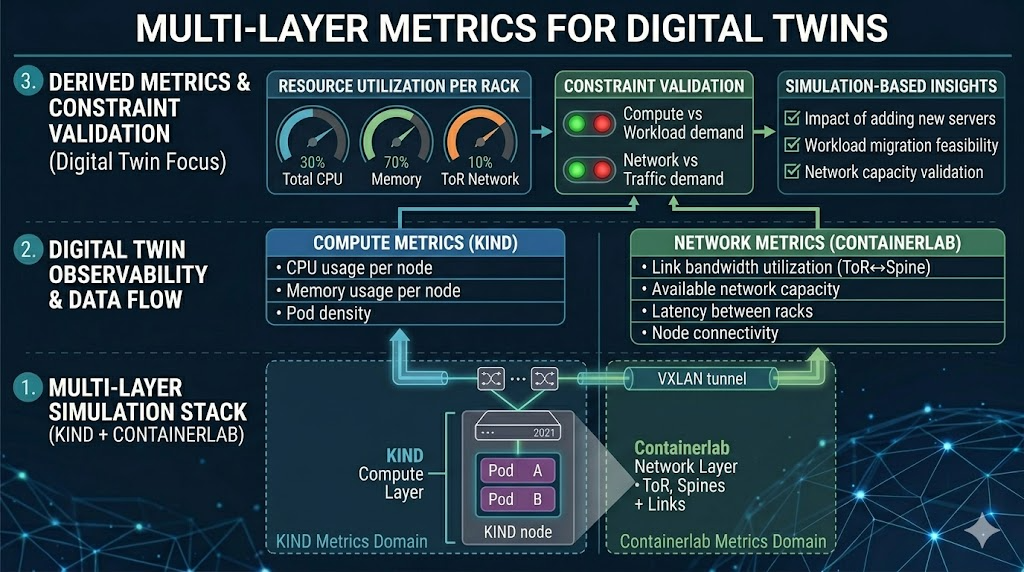 MULTI-LAYER METRICS FOR DIGITAL TWINS
3. DERIVED METRICS &
CONSTRAINT
VALIDATION
(Digital Twin Focus)
RESOURCE UTILIZATION PER RACK
30%
Total CPU
70%
Memory
10%
ToR Network
CONSTRAINT VALIDATION
Compute vs
Workload demand
Network vs
Traffic demand
SIMULATION-BASED INSIGHTS
Impact of adding new servers
Workload migration feasibility
Network capacity validation
2. DIGITAL TWIN
OBSERVABILITY
& DATA FLOW
COMPUTE METRICS (KIND)
• CPU usage per node
• Memory usage per node
• Pod density
NETWORK METRICS (CONTAINERLAB)
• Link bandwidth utilization (ToR↔Spine)
• Available network capacity
• Latency between racks
• Node connectivity
1. MULTI-LAYER
SIMULATION STACK
(KIND + CONTAINERLAB)
...
VXLAN tunnel
2021
KIND
Compute
Layer
Pod A
Pod B
KIND node
KIND Metrics Domain
Containerlab
Network Layer
• ToR, Spines
+ Links
Containerlab Metrics Domain